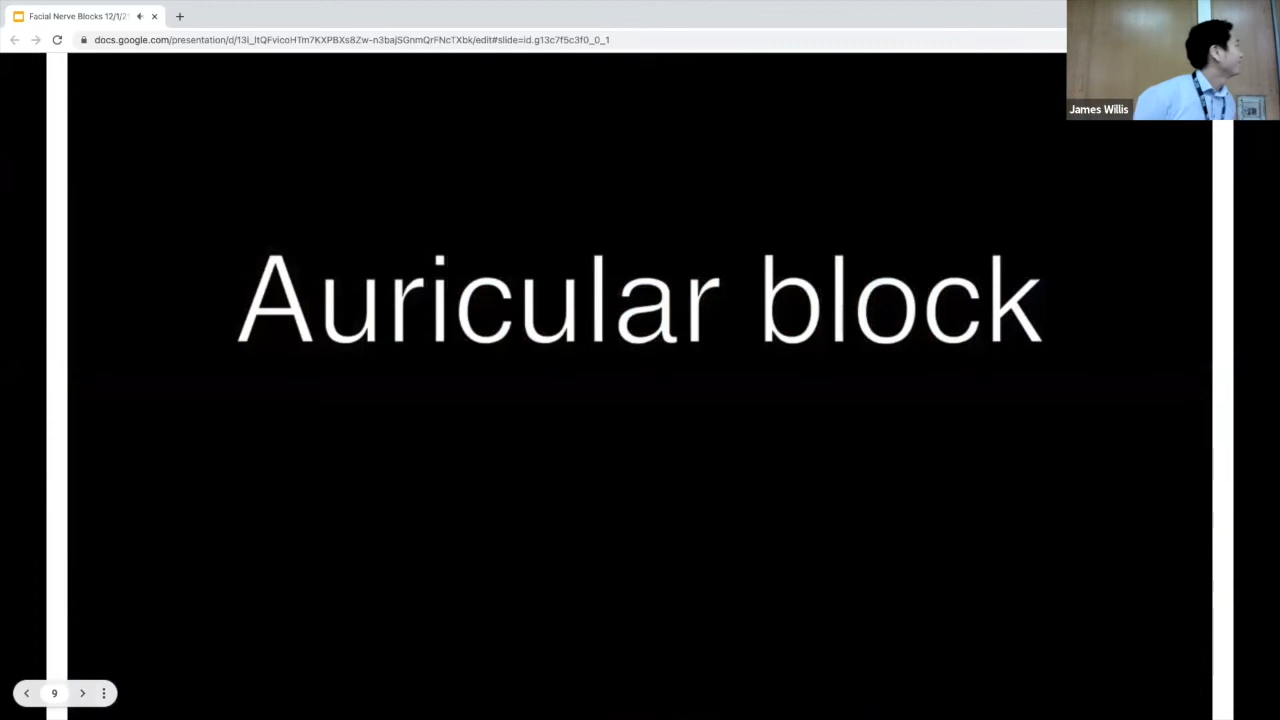 Facial Nerve Blocks 12/1/2
docs.google.com/presentation/d/13i_ltQFvicoHTm7KXPBXs8Zw-n3bajSGnmQrFNcTXbk/edit#slide=id.g13c7f5c3f0_0_1
James Willis
Auricular block
9